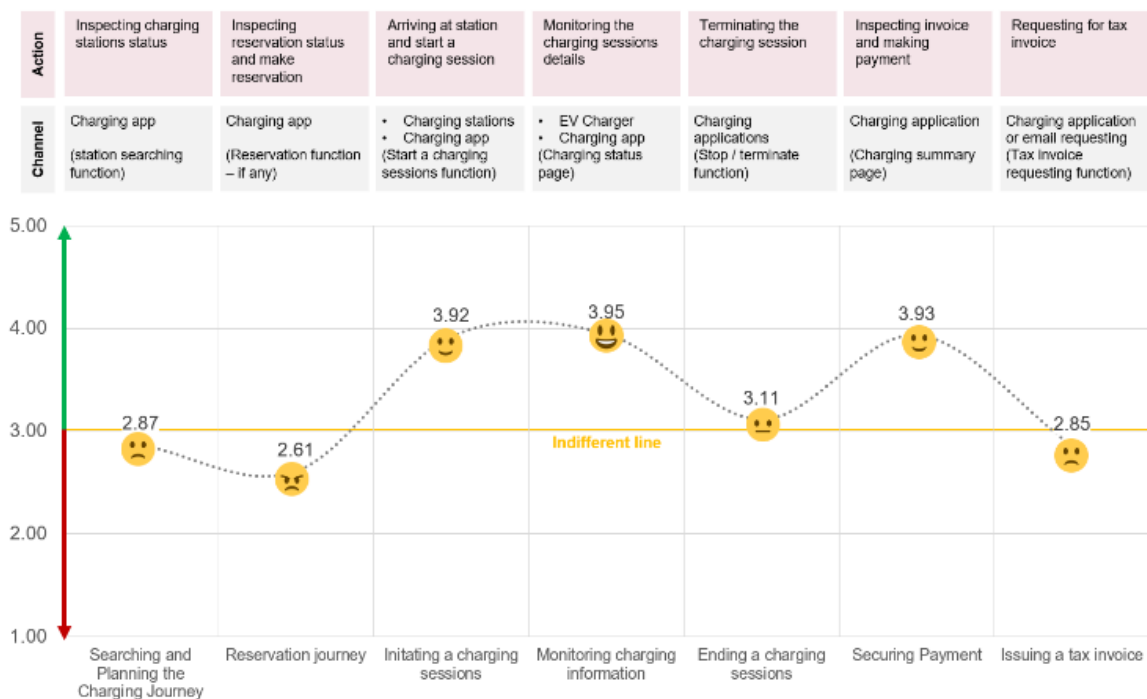 Action
Inspecting charging
stations status
Inspecting
reservation status
and make
reservation
Arriving at station
and start a
charging session
Monitoring the
charging sessions
details
Terminating the
charging session
Inspecting invoice
and making
payment
Requesting for tax
invoice
Channel
Charging app
(station searching
function)
Charging app
(Reservation function
– if any)
• Charging stations
• Charging app
(Start a charging
sessions function)
• EV Charger
• Charging app
(Charging status
page)
Charging
applications
(Stop / terminate
function)
Charging application
(Charging summary
page)
Charging application
or email requesting
(Tax invoice
requesting function)
5.00
4.00
3.00
2.00
1.00
2.87
2.61
3.92
3.95
3.11
3.93
2.85
Indifferent line
Searching and
Planning the
Charging Journey
Reservation journey
Initating a charging
sessions
Monitoring charging
information
Ending a charging
sessions
Securing Payment
Issuing a tax invoice